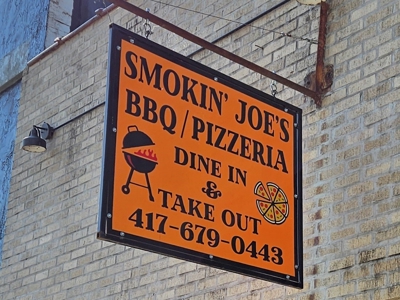 SMOKIN' JOE'S
BBQ/PIZZERIA
DINE IN
&
TAKE OUT
417-679-0443